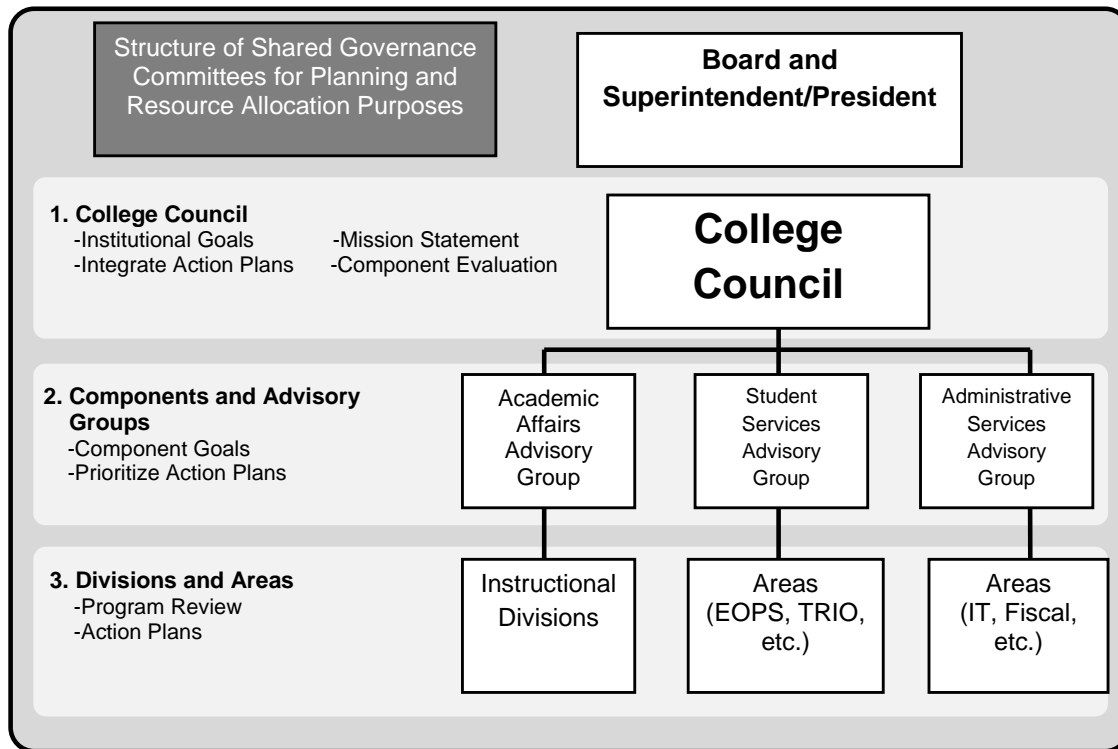 Structure of Shared Governance
Committees for Planning and
Resource Allocation Purposes
Board and
Superintendent/President
1. College Council
-Institutional Goals -Mission Statement
-Integrate Action Plans -Component Evaluation
College
Council
2. Components and Advisory
Groups
-Component Goals
-Prioritize Action Plans
Academic
Affairs
Advisory
Group
Student
Services
Advisory
Group
Administrative
Services
Advisory
Group
3. Divisions and Areas
-Program Review
-Action Plans
Instructional
Divisions
Areas
(EOPS, TRIO,
etc.)
Areas
(IT, Fiscal,
etc.)